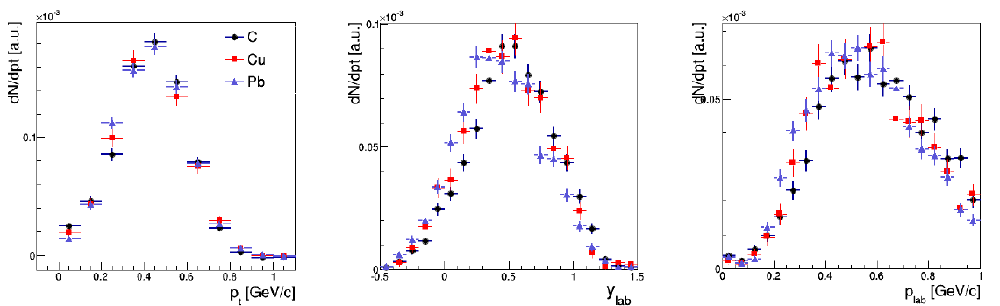 ×10⁻³
dN/dpt [a.u.]
C
Cu
Pb
0.1
0
0 0.2 0.4 0.6 0.8 1
p_t [GeV/c]
×10⁻³
dN/dpt [a.u.]
0.1
0.05
0
-0.5 0 0.5 1 1.5
y_lab
×10⁻³
dN/dpt [a.u.]
0.05
0
0 0.2 0.4 0.6 0.8 1
p_lab [GeV/c]